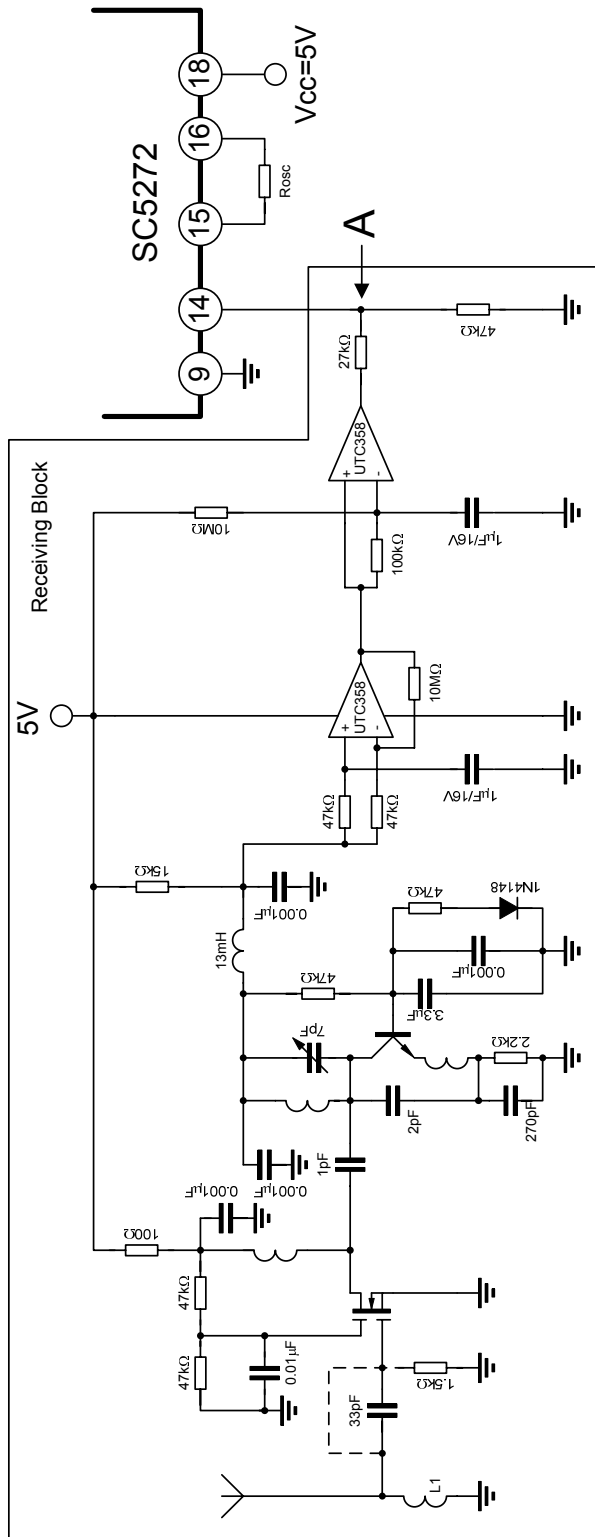 Receiving Block
5V
SC5272
9
14
15
16
18
Rosc
Vcc=5V
A
L1
33pF
1.5kΩ
47kΩ
0.01μF
47kΩ
100Ω
0.001μF
0.001μF
1pF
7pF
2pF
270pF
2.2kΩ
47kΩ
3.3μF
0.001μF
47kΩ
1N4148
13mH
0.001μF
15kΩ
47kΩ
47kΩ
+
-
UTC358
10MΩ
1μF/16V
100kΩ
10MΩ
1μF/16V
+
-
UTC358
27kΩ
47kΩ